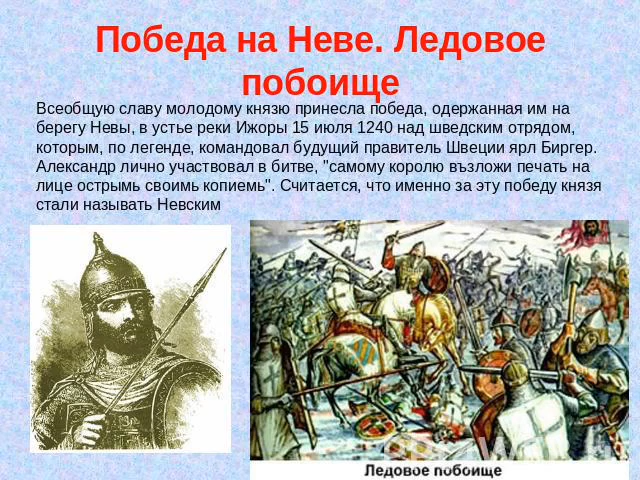 Победа на Неве. Ледовое
побоище
Всеобщую славу молодому князю принесла победа, одержанная им на
берегу Невы, в устье реки Ижоры 15 июля 1240 над шведским отрядом,
которым, по легенде, командовал будущий правитель Швеции ярл Биргер.
Александр лично участвовал в битве, "самому королю възложи печать на
лице острымь своимь копиемь". Считается, что именно за эту победу князя
стали называть Невским
Ледовое побоище